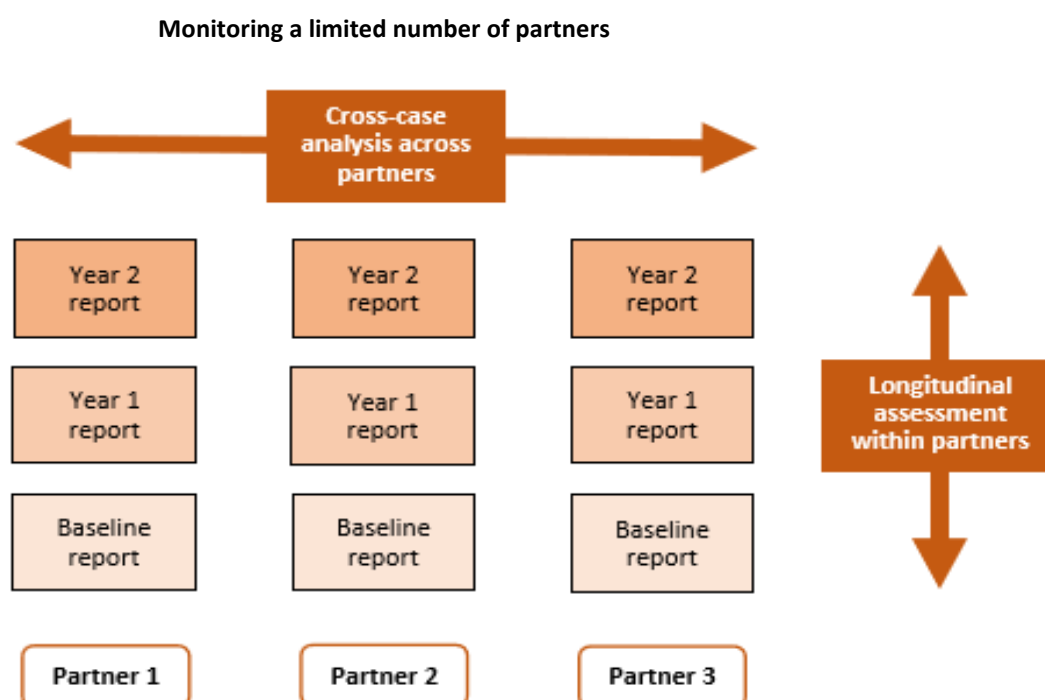 Monitoring a limited number of partners
Cross-case
analysis across
partners
Year 2
report
Year 2
report
Year 2
report
Year 1
report
Year 1
report
Year 1
report
Longitudinal
assessment
within partners
Baseline
report
Baseline
report
Baseline
report
Partner 1
Partner 2
Partner 3